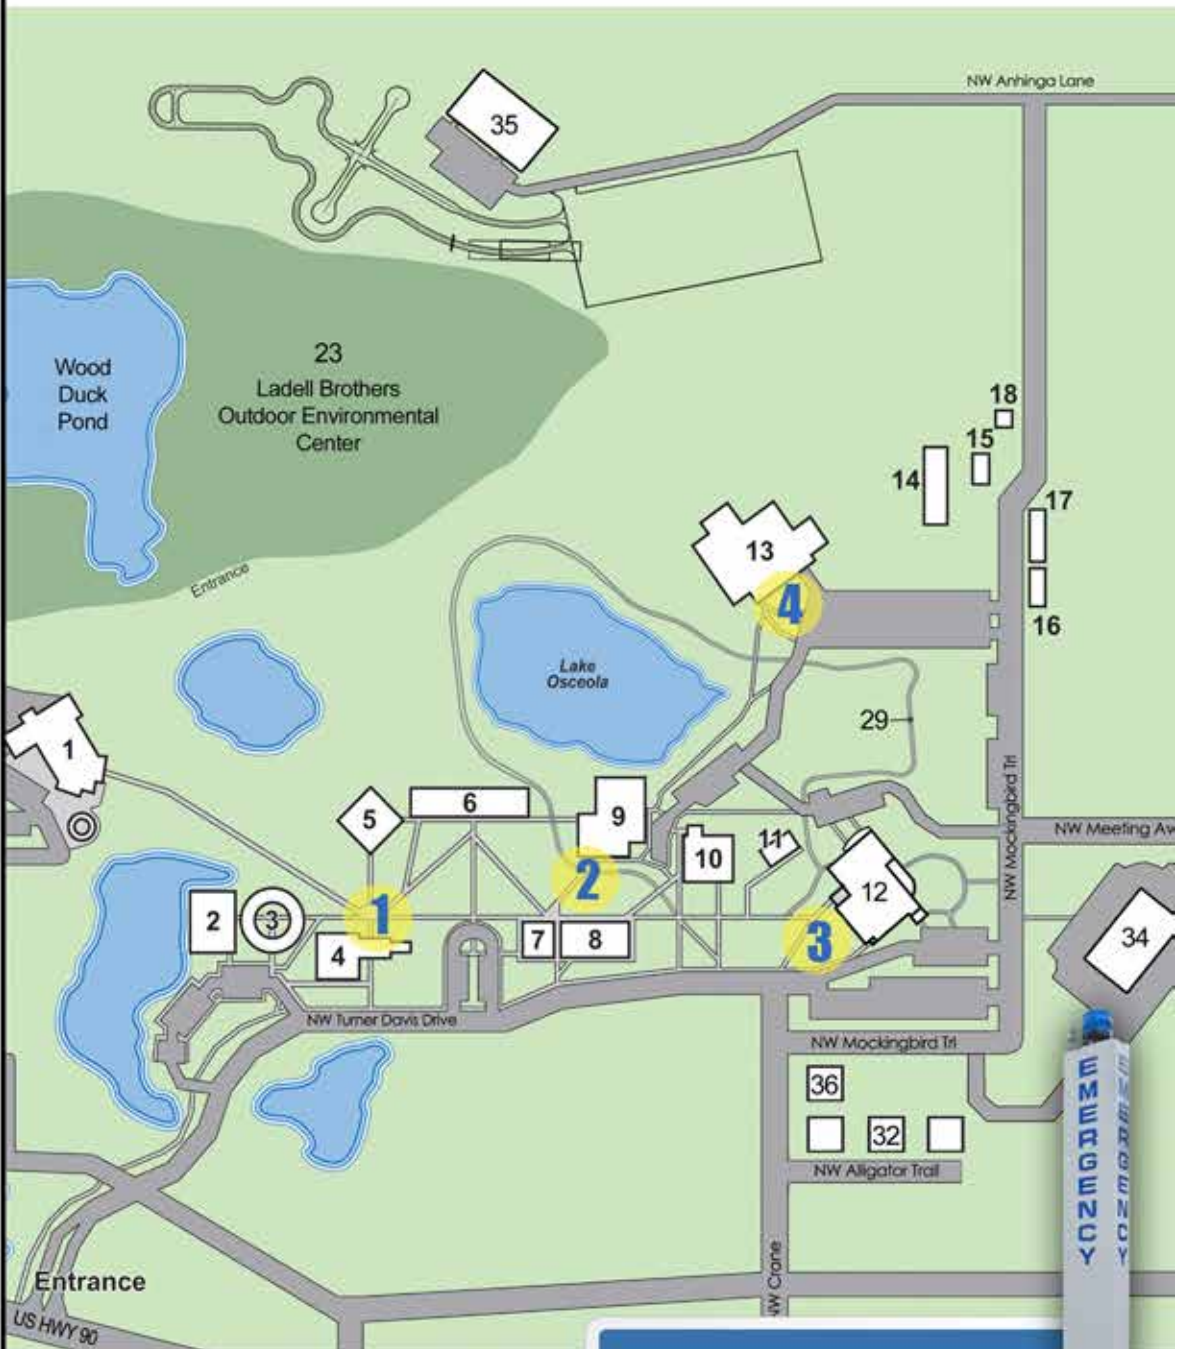 NW Anhinga Lane
35
23
Ladell Brothers
Outdoor Environmental
Center
Wood
Duck
Pond
18
15
14
17
16
Entrance
13
4
Lake
Osceola
29
1
NW Mockingbird Trl
5
6
9
NW Meeting Av
10
11
12
2
2
3
1
4
7
8
3
34
NW Turner Davis Drive
NW Mockingbird Trl
36
32
NW Alligator Trail
EMERGENCY
EMERGENCY
NW Crane
Entrance
US HWY 90